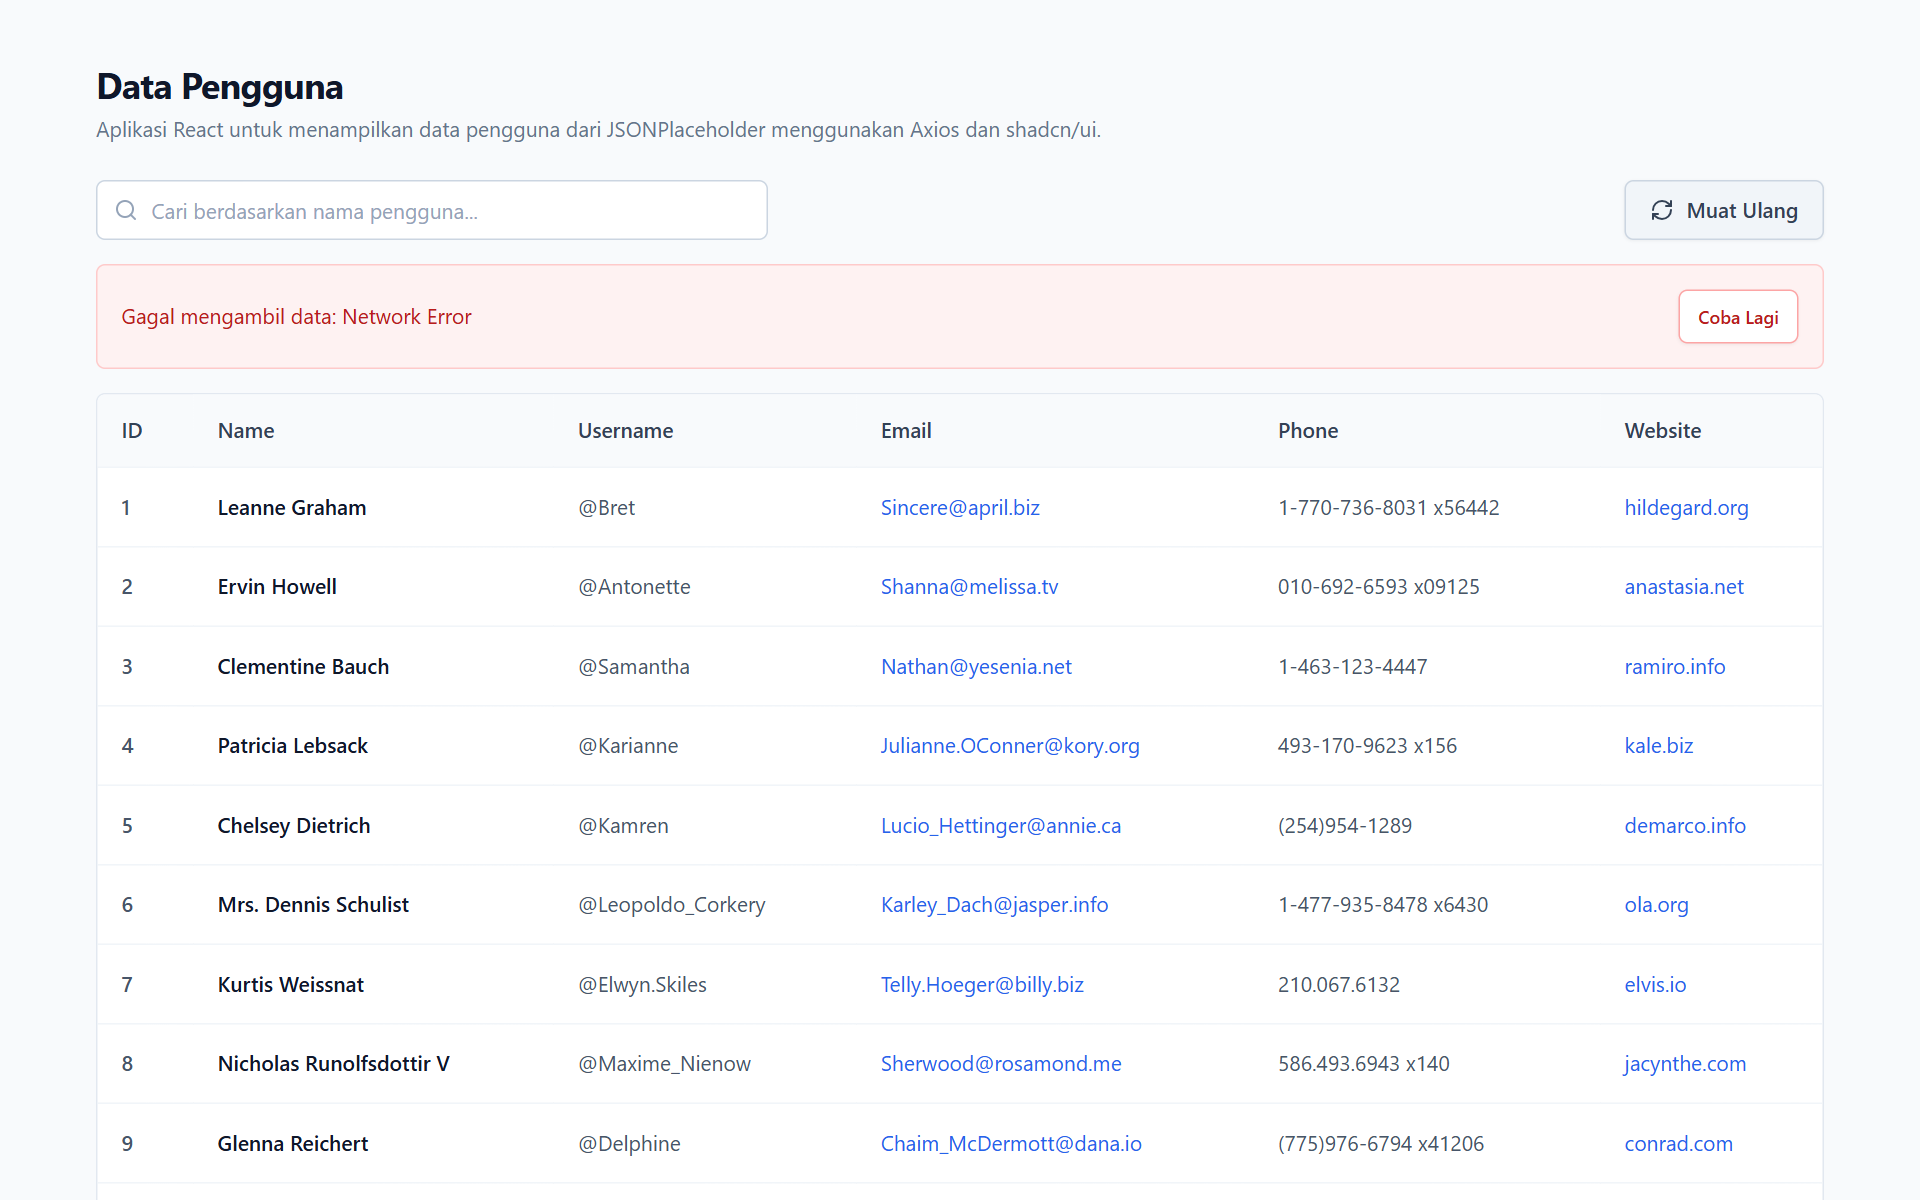 Data Pengguna
Aplikasi React untuk menampilkan data pengguna dari JSONPlaceholder menggunakan Axios dan shadcn/ui.
Cari berdasarkan nama pengguna...
Muat Ulang
Gagal mengambil data: Network Error
Coba Lagi
ID Name Username Email Phone Website
1 Leanne Graham @Bret Sincere@april.biz 1-770-736-8031 x56442 hildegard.org
2 Ervin Howell @Antonette Shanna@melissa.tv 010-692-6593 x09125 anastasia.net
3 Clementine Bauch @Samantha Nathan@yesenia.net 1-463-123-4447 ramiro.info
4 Patricia Lebsack @Karianne Julianne.OConner@kory.org 493-170-9623 x156 kale.biz
5 Chelsey Dietrich @Kamren Lucio_Hettinger@annie.ca (254)954-1289 demarco.info
6 Mrs. Dennis Schulist @Leopoldo_Corkery Karley_Dach@jasper.info 1-477-935-8478 x6430 ola.org
7 Kurtis Weissnat @Elwyn.Skiles Telly.Hoeger@billy.biz 210.067.6132 elvis.io
8 Nicholas Runolfsdottir V @Maxime_Nienow Sherwood@rosamond.me 586.493.6943 x140 jacynthe.com
9 Glenna Reichert @Delphine Chaim_McDermott@dana.io (775)976-6794 x41206 conrad.com